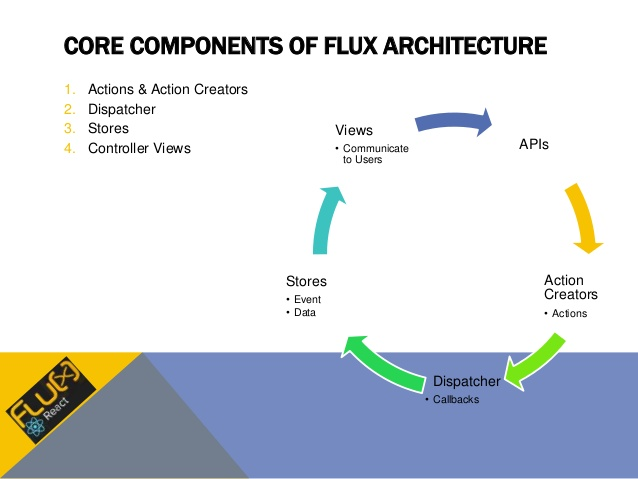 CORE COMPONENTS OF FLUX ARCHITECTURE
1. Actions & Action Creators
2. Dispatcher
3. Stores
4. Controller Views
Views
• Communicate
to Users
APIs
Action
Creators
• Actions
Dispatcher
• Callbacks
Stores
• Event
• Data
FLU(X)
React